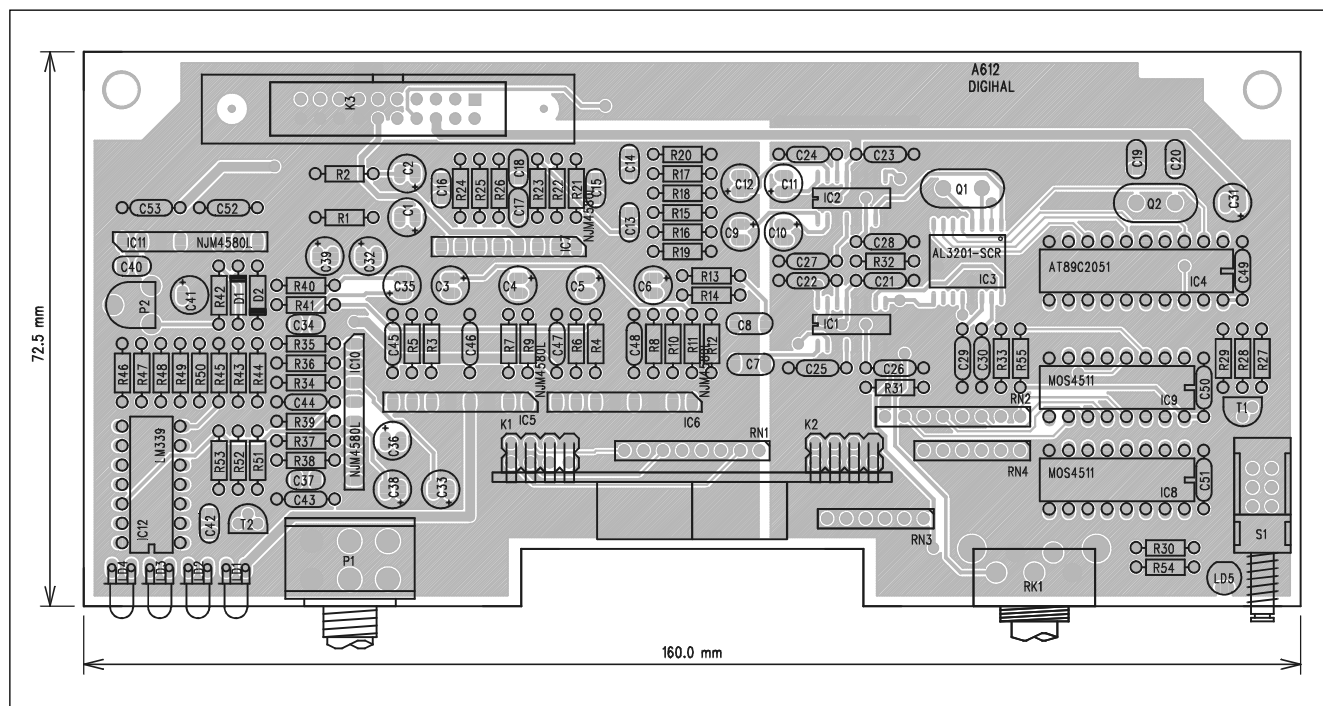 A612
DIGIHAL
K3
R2
C2
C16
R24
R25
R26
C18
C17
R23
R22
R21
C15
C14
C13
R20
R17
R18
R15
R16
R19
C24
C23
C12
C11
C9
C10
IC2
Q1
C19
C20
Q2
C31
C53
C52
R1
C1
IC11
NJM4580L
IC7
NJM4580L
C40
P2
C41
R42
D1
D2
C39
C32
R40
R41
C34
C35
C3
C4
C5
C6
R13
R14
C28
R32
C27
C22
C21
AL3201-SCR
IC3
AT89C2051
IC4
C49
72.5 mm
R46
R47
R48
R49
R50
R45
R43
R44
R35
R36
R34
C44
R39
R37
R38
C37
C43
IC10
NJM4580L
C45
R5
R3
C46
R7
R9
C47
R6
R4
NJM4580L
C48
R8
R10
R11
R12
NJM4580L
C8
C7
IC1
C25
C26
R31
C29
C30
R33
R55
MOS4511
IC9
C50
R29
R28
R27
T1
IC5
IC6
RN2
K1
RN1
K2
RN4
MOS4511
IC8
C51
LM339
IC12
R53
R52
R51
C42
T2
C36
C38
C33
RN3
S1
LD4
LD3
LD2
LD1
P1
RK1
R30
R54
LD5
160.0 mm